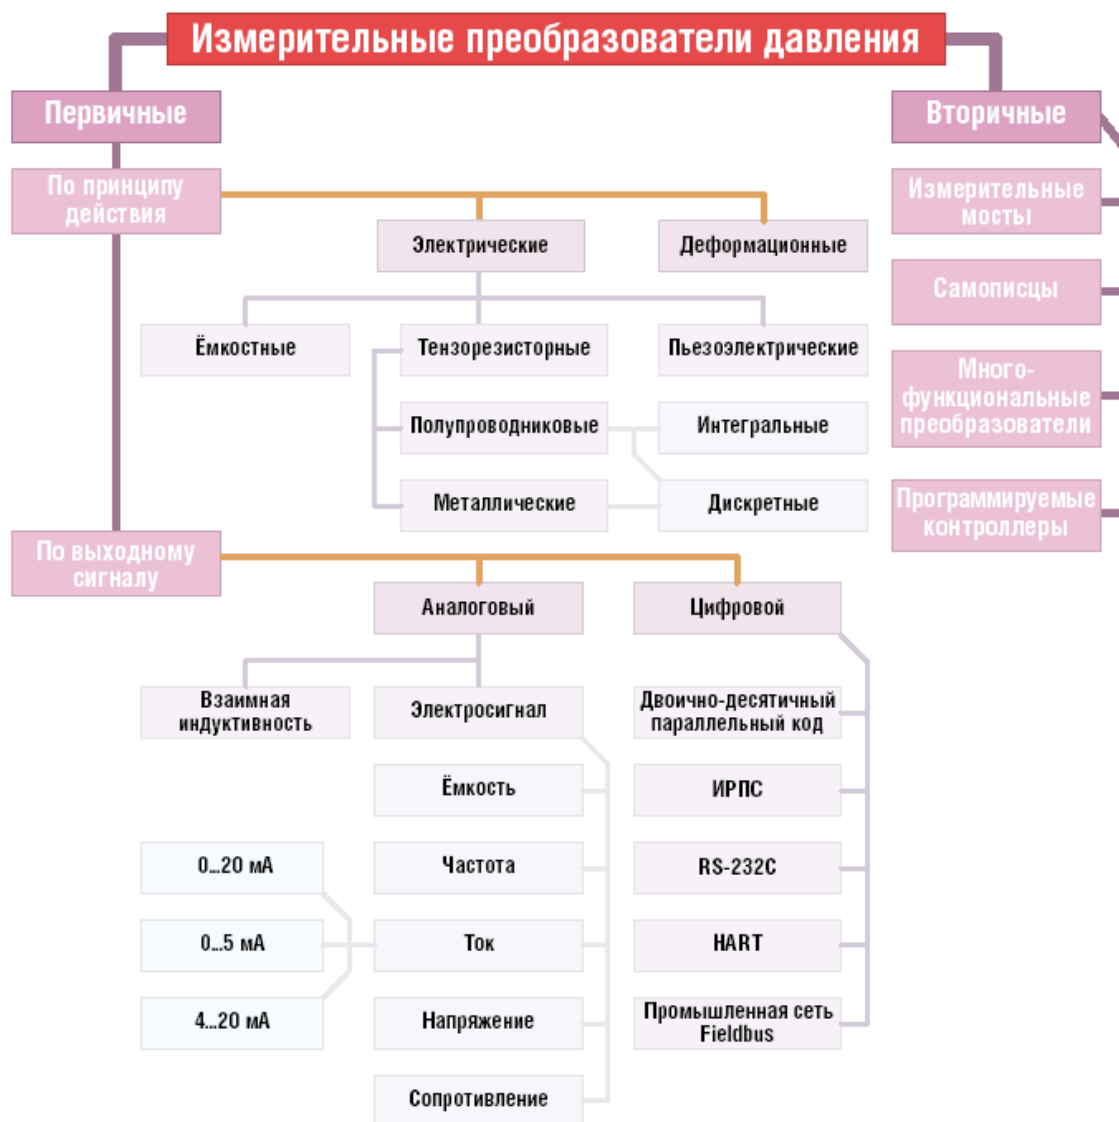 Измерительные преобразователи давления
Первичные
Вторичные
По принципу
действия
Измерительные
мосты
Электрические
Деформационные
Самописцы
Ёмкостные
Тензорезисторные
Пьезоэлектрические
Много-
функциональные
преобразователи
Полупроводниковые
Интегральные
Металлические
Дискретные
Программируемые
контроллеры
По выходному
сигналу
Аналоговый
Цифровой
Взаимная
индуктивность
Электросигнал
Двоично-десятичный
параллельный код
Ёмкость
ИРПС
0...20 мА
Частота
RS-232C
0...5 мА
Ток
HART
4...20 мА
Напряжение
Промышленная сеть
Fieldbus
Сопротивление